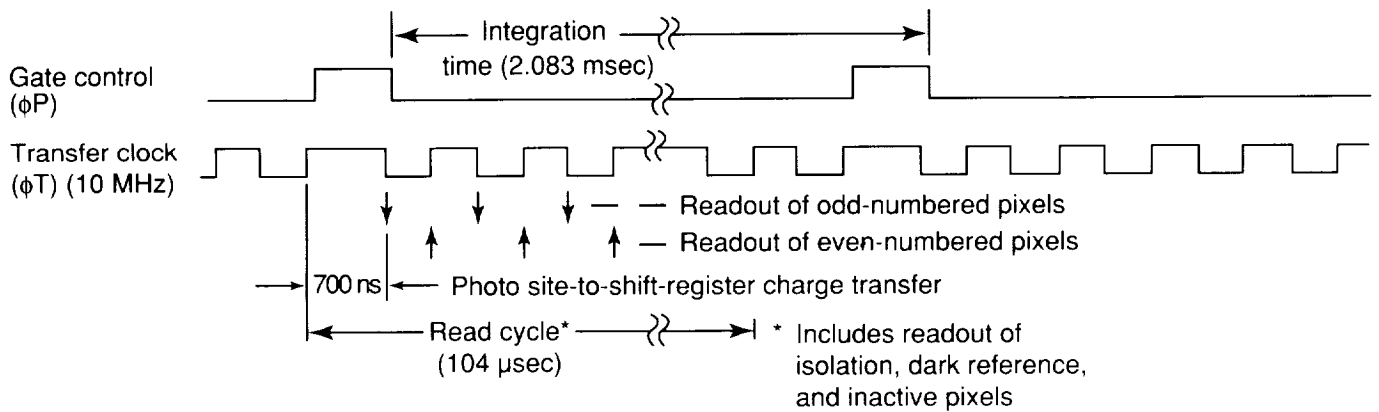 Integration
time (2.083 msec)
Gate control
(ϕP)
Transfer clock
(ϕT) (10 MHz)
Readout of odd-numbered pixels
Readout of even-numbered pixels
700 ns
Photo site-to-shift-register charge transfer
Read cycle*
(104 µsec)
* Includes readout of
isolation, dark reference,
and inactive pixels